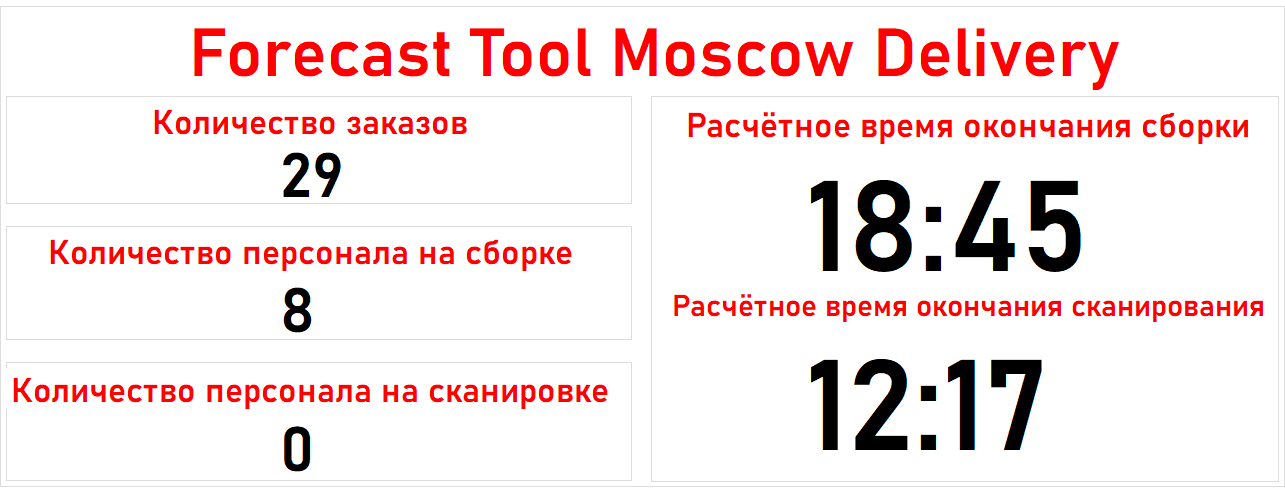 Forecast Tool Moscow Delivery
Количество заказов
29
Количество персонала на сборке
8
Количество персонала на сканировке
0
Расчётное время окончания сборки
18:45
Расчётное время окончания сканирования
12:17